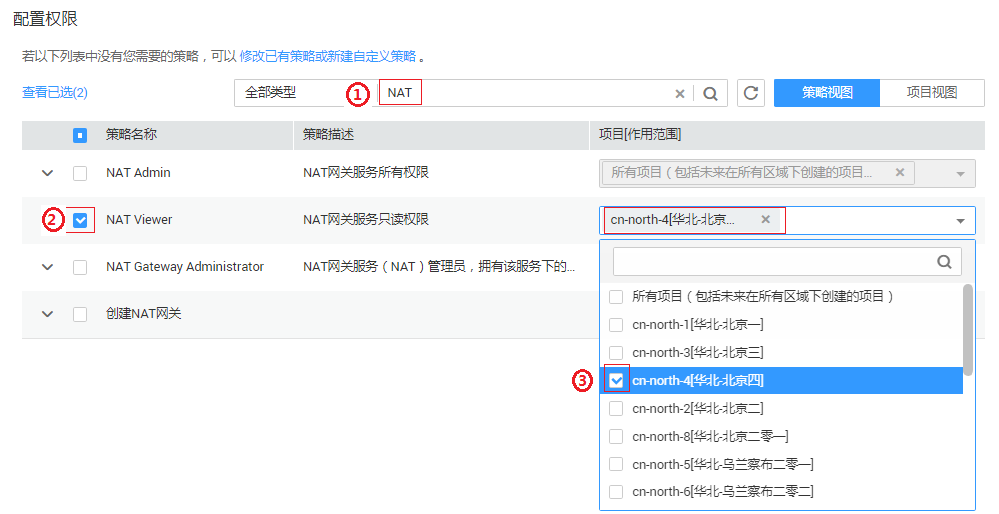 配置权限
若以下列表中没有您需要的策略，可以 修改已有策略或新建自定义策略 。
查看已选(2) 全部类型 ① NAT 策略视图 项目视图
策略名称 策略描述 项目[作用范围]
NAT Admin NAT网关服务所有权限 所有项目（包括未来在所有区域下创建的项目...
② NAT Viewer NAT网关服务只读权限 cn-north-4[华北-北京...
NAT Gateway Administrator NAT网关服务（NAT）管理员，拥有该服务下的...
创建NAT网关
所有项目（包括未来在所有区域下创建的项目）
cn-north-1[华北-北京一]
cn-north-3[华北-北京三]
③ cn-north-4[华北-北京四]
cn-north-2[华北-北京二]
cn-north-8[华北-北京二零一]
cn-north-5[华北-乌兰察布二零一]
cn-north-6[华北-乌兰察布二零二]